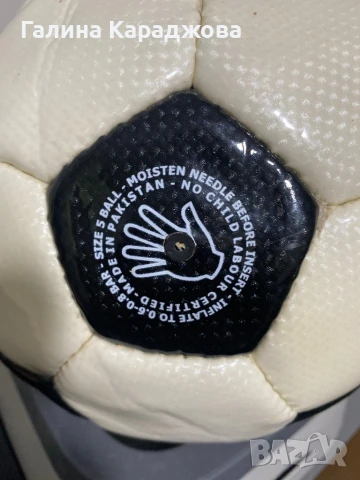 Галина Караджова
SIZE 5 BALL - MOISTEN NEEDLE BEFORE INSERT - INFLATE TO 0.6-0.8 BAR -
MADE IN PAKISTAN - NO CHILD LABOUR CERTIFIED -
bazar